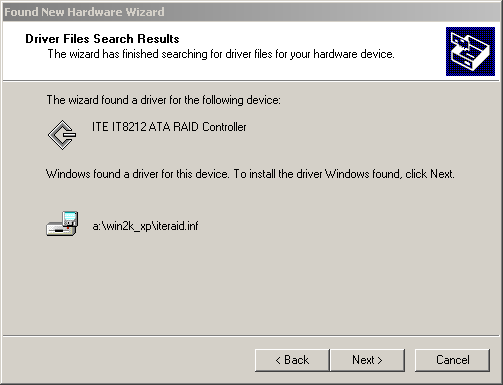 Found New Hardware Wizard
Driver Files Search Results
The wizard has finished searching for driver files for your hardware device.
The wizard found a driver for the following device:
ITE IT8212 ATA RAID Controller
Windows found a driver for this device. To install the driver Windows found, click Next.
a:\win2k_xp\iteraid.inf
< Back
Next >
Cancel